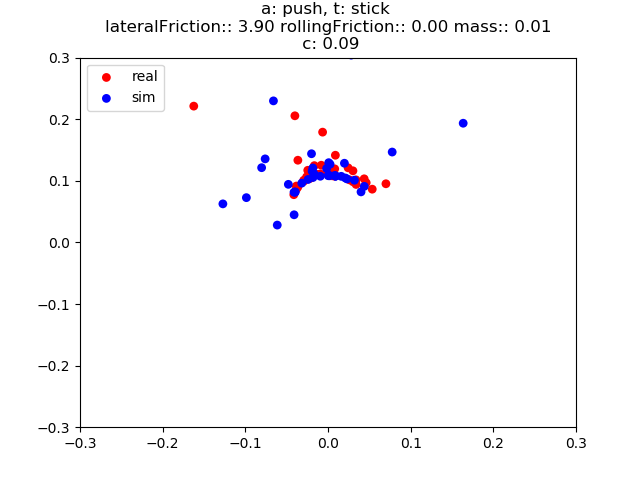 a: push, t: stick
lateralFriction:: 3.90 rollingFriction:: 0.00 mass:: 0.01
c: 0.09
real
sim
0.3
0.2
0.1
0.0
−0.1
−0.2
−0.3
−0.3
−0.2
−0.1
0.0
0.1
0.2
0.3